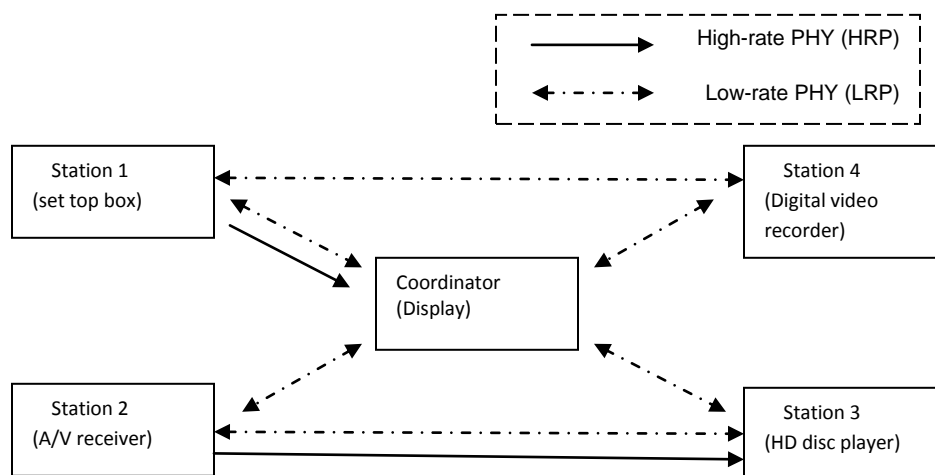 High-rate PHY (HRP)
Low-rate PHY (LRP)
Station 1
(set top box)
Station 4
(Digital video
recorder)
Coordinator
(Display)
Station 2
(A/V receiver)
Station 3
(HD disc player)